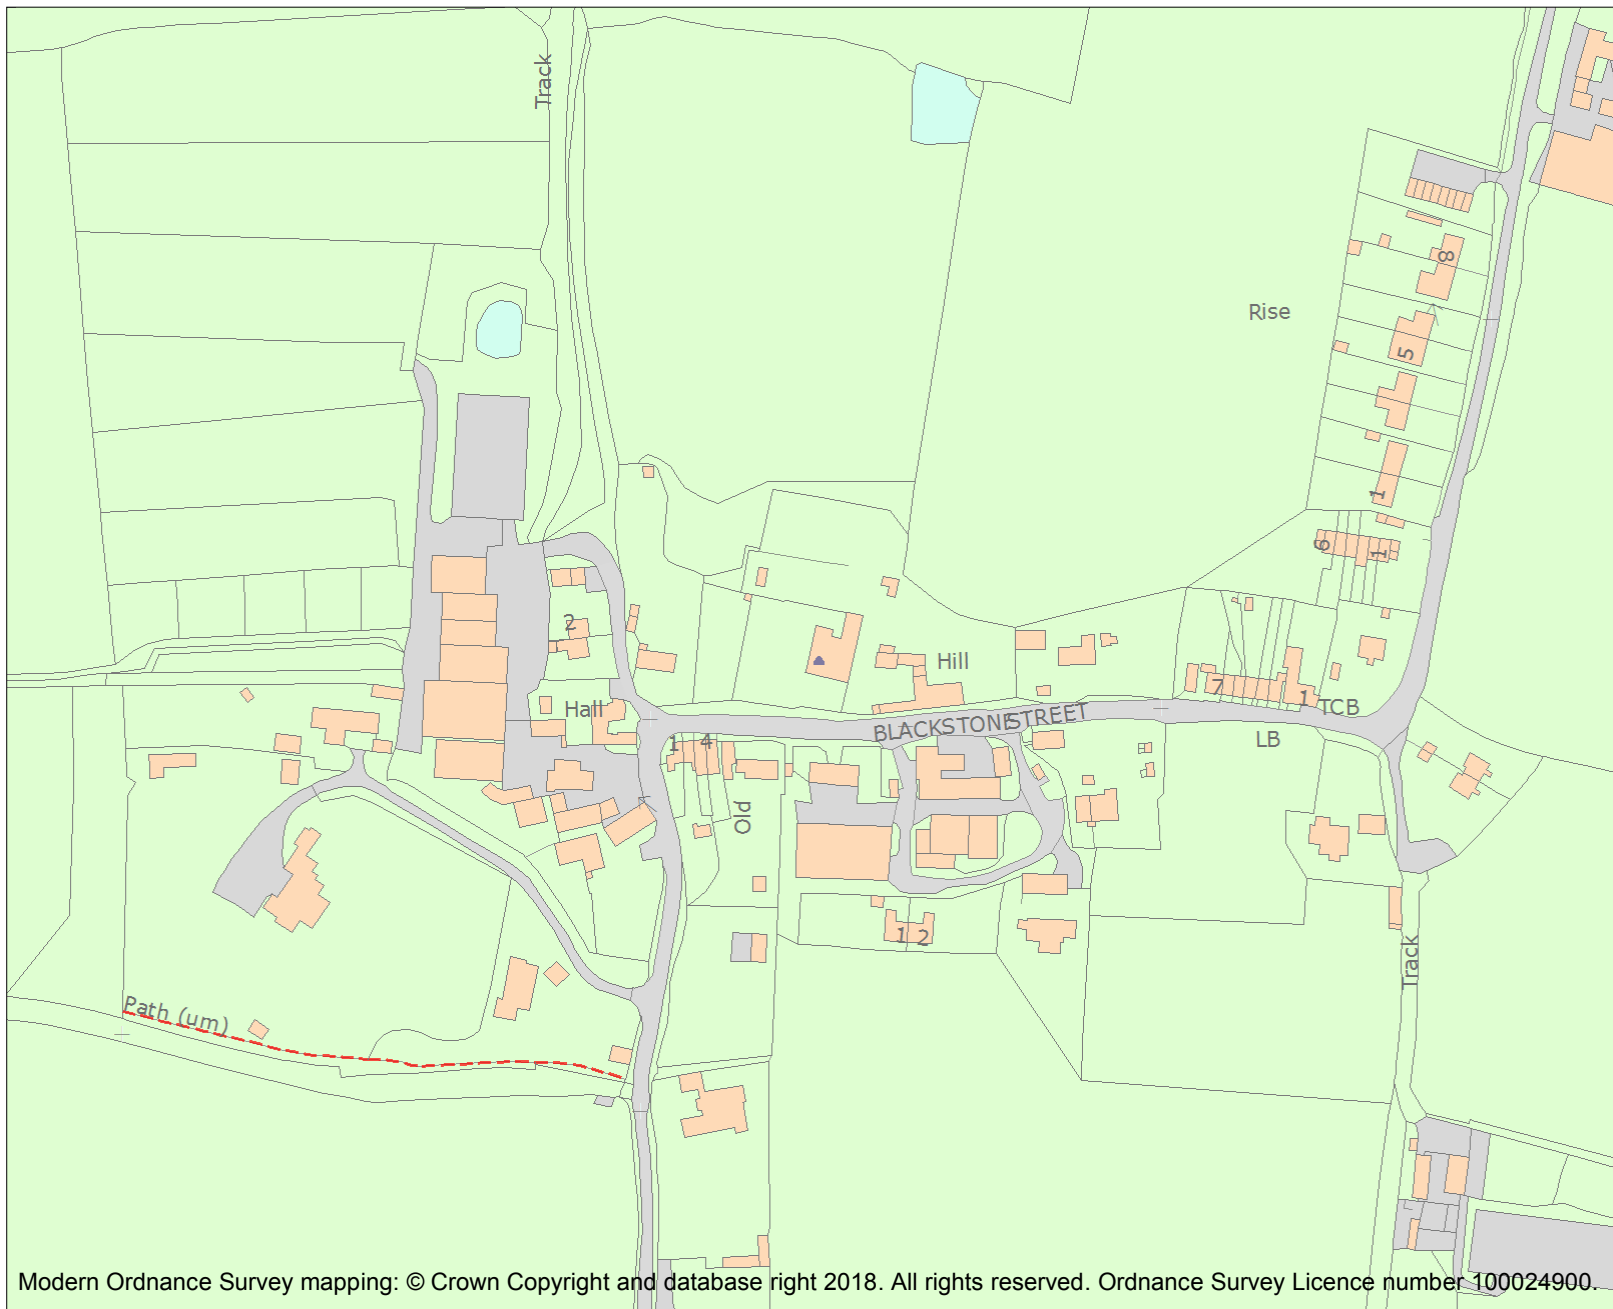 Track
8
Rise
5
1
6
1
2
Hill
7
1
Hall
TCB
BLACKSTONE STREET
1
4
LB
Old
1
2
Track
Path (um)
Modern Ordnance Survey mapping: © Crown Copyright and database right 2018. All rights reserved. Ordnance Survey Licence number 100024900.